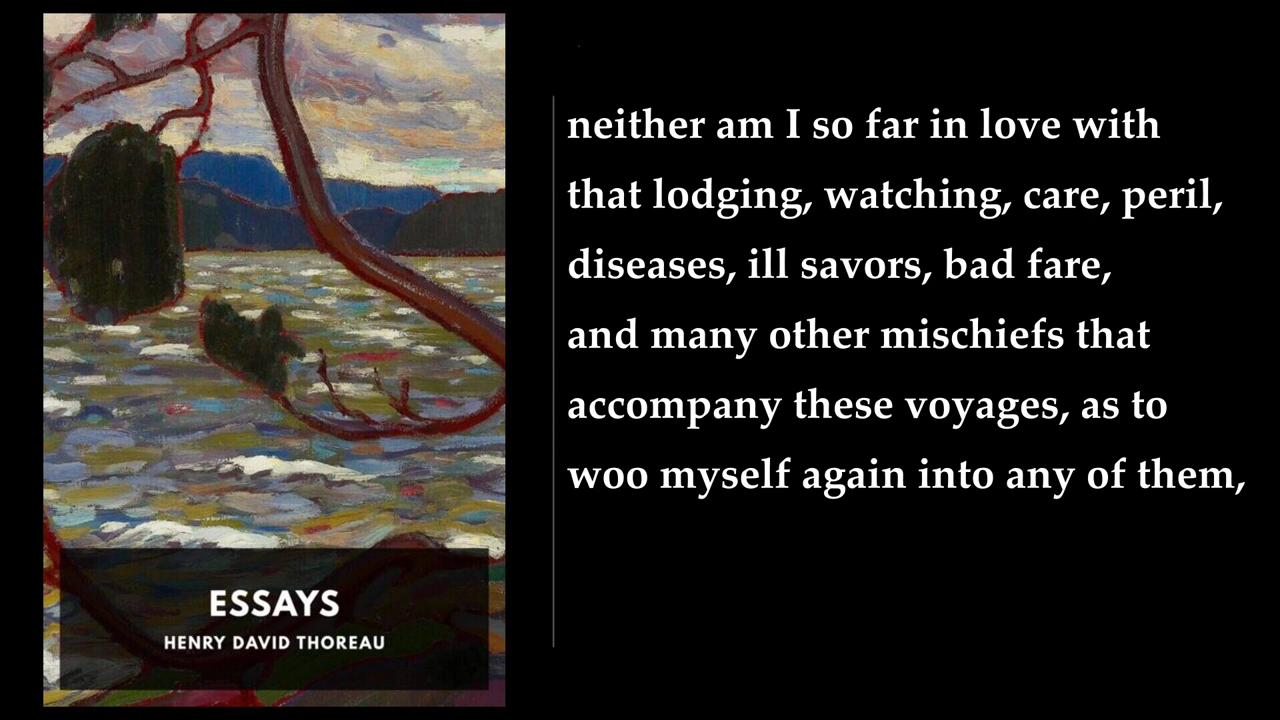 ESSAYS
HENRY DAVID THOREAU
neither am I so far in love with
that lodging, watching, care, peril,
diseases, ill savors, bad fare,
and many other mischiefs that
accompany these voyages, as to
woo myself again into any of them,